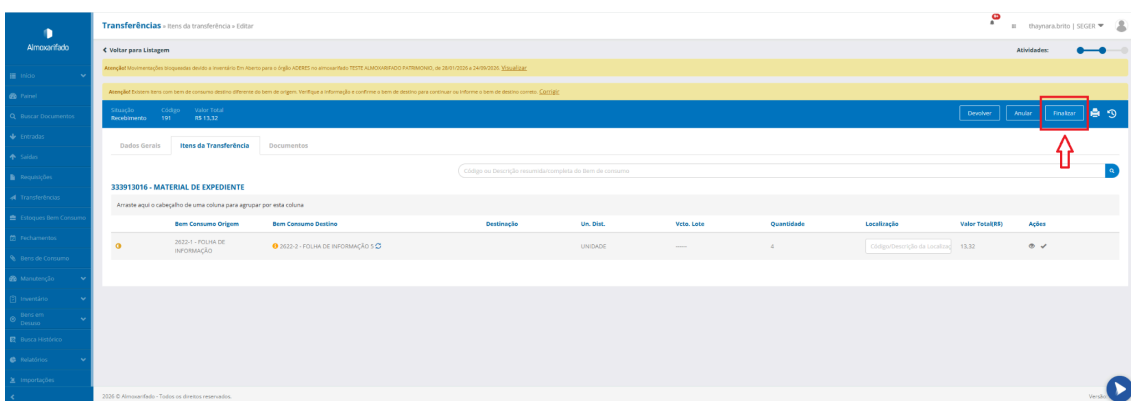 Transferências » Itens da transferência » Editar
thaynara.brito | SEGER
Almoxarifado
Voltar para Listagem
Atividades:
Atenção! Movimentações bloqueadas devido a inventário Em Aberto para o órgão ADERES no almoxarifado TESTE ALMOXARIFADO PATRIMONIO, de 28/01/2026 a 24/09/2026. Visualizar
Atenção! Existem itens com bem de consumo destino diferente do bem de origem. Verifique a informação e confirme o bem de destino para continuar ou informe o bem de destino correto. Corrigir
Situação Código Valor Total
Recebimento 191 R$ 13,32
Devolver Anular Finalizar
Dados Gerais Itens da Transferência Documentos
Código ou Descrição resumida/completa do Bem de consumo
333913016 - MATERIAL DE EXPEDIENTE
Arraste aqui o cabeçalho de uma coluna para agrupar por esta coluna
Bem Consumo Origem Bem Consumo Destino Destinação Un. Dist. Vcto. Lote Quantidade Localização Valor Total(R$) Ações
2622-1 - FOLHA DE INFORMAÇÃO 2622-2 - FOLHA DE INFORMAÇÃO 5 UNIDADE ------ 4 Código/Descrição da Localizaç 13,32
Início
Painel
Buscar Documentos
Entradas
Saídas
Requisições
Transferências
Estoques Bem Consumo
Fechamentos
Bens de Consumo
Manutenção
Inventário
Bens em
Desuso
Busca Histórico
Relatórios
Importações
2026 © Almoxarifado - Todos os direitos reservados.